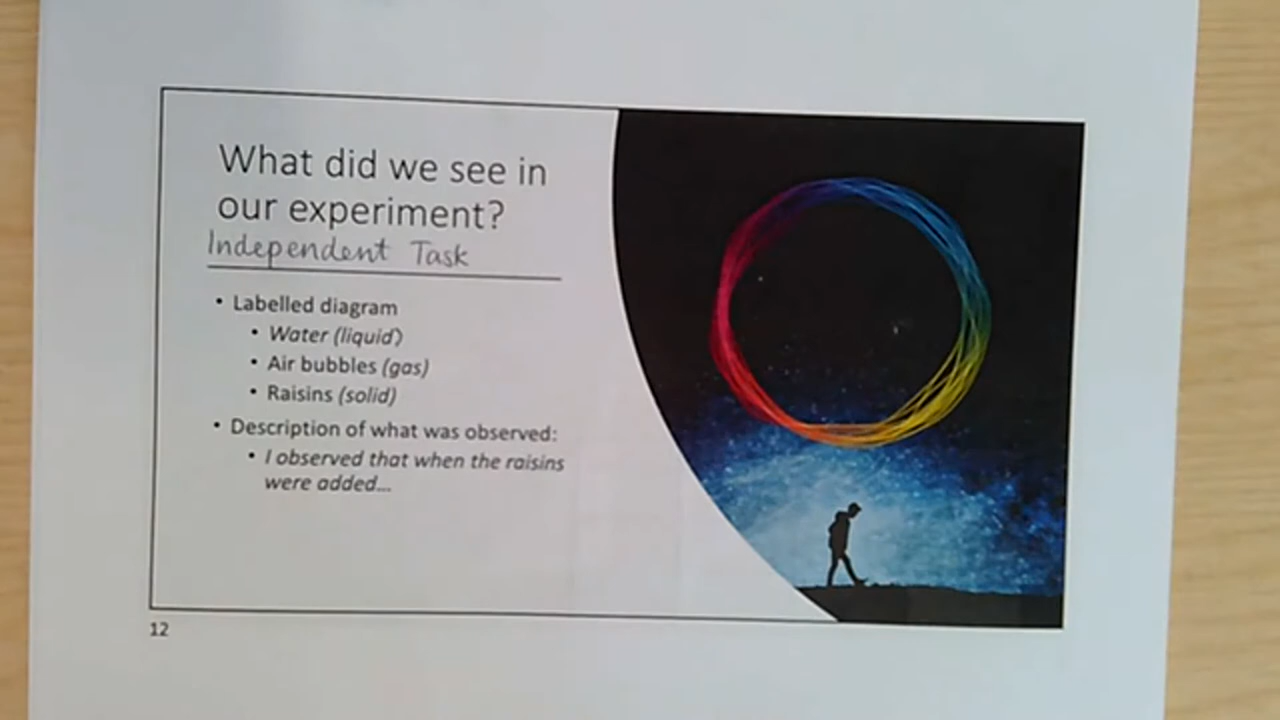 What did we see in
our experiment?
Independent Task
• Labelled diagram
• Water (liquid)
• Air bubbles (gas)
• Raisins (solid)
• Description of what was observed:
• I observed that when the raisins
were added...
12